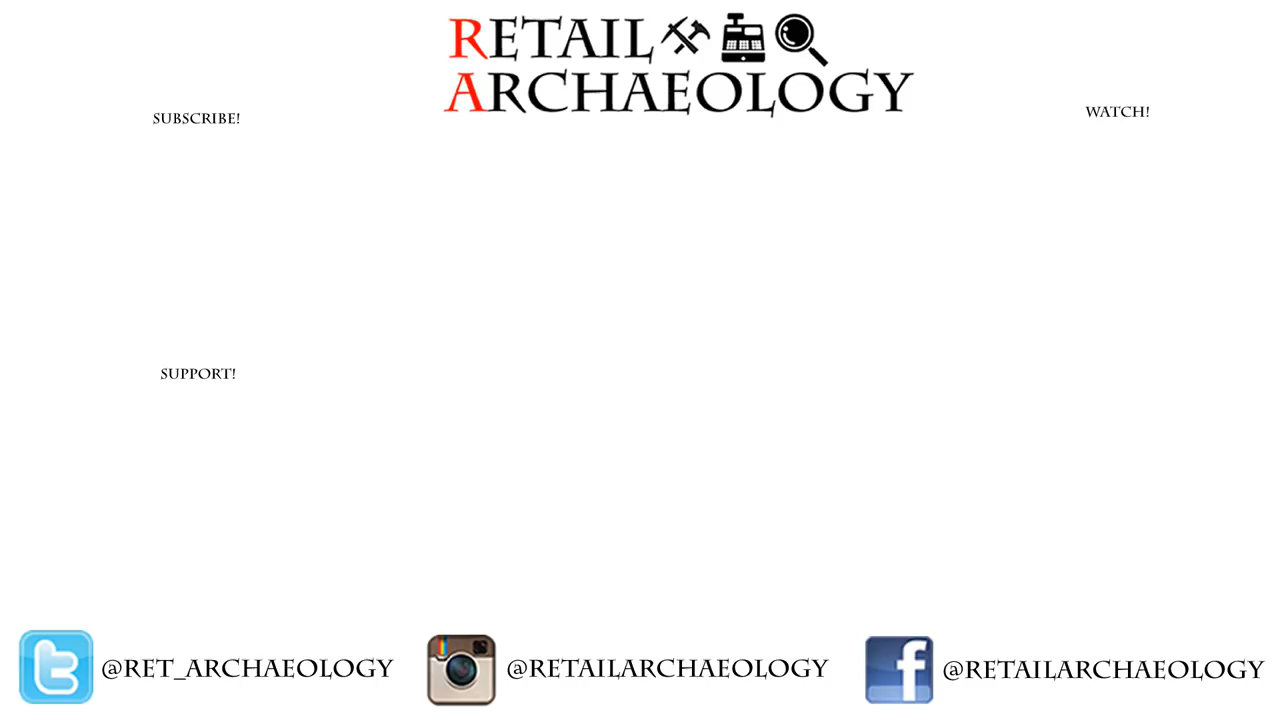 RETAIL
ARCHAEOLOGY
SUBSCRIBE!
WATCH!
SUPPORT!
@RET_ARCHAEOLOGY
@RETAILARCHAEOLOGY
@RETAILARCHAEOLOGY